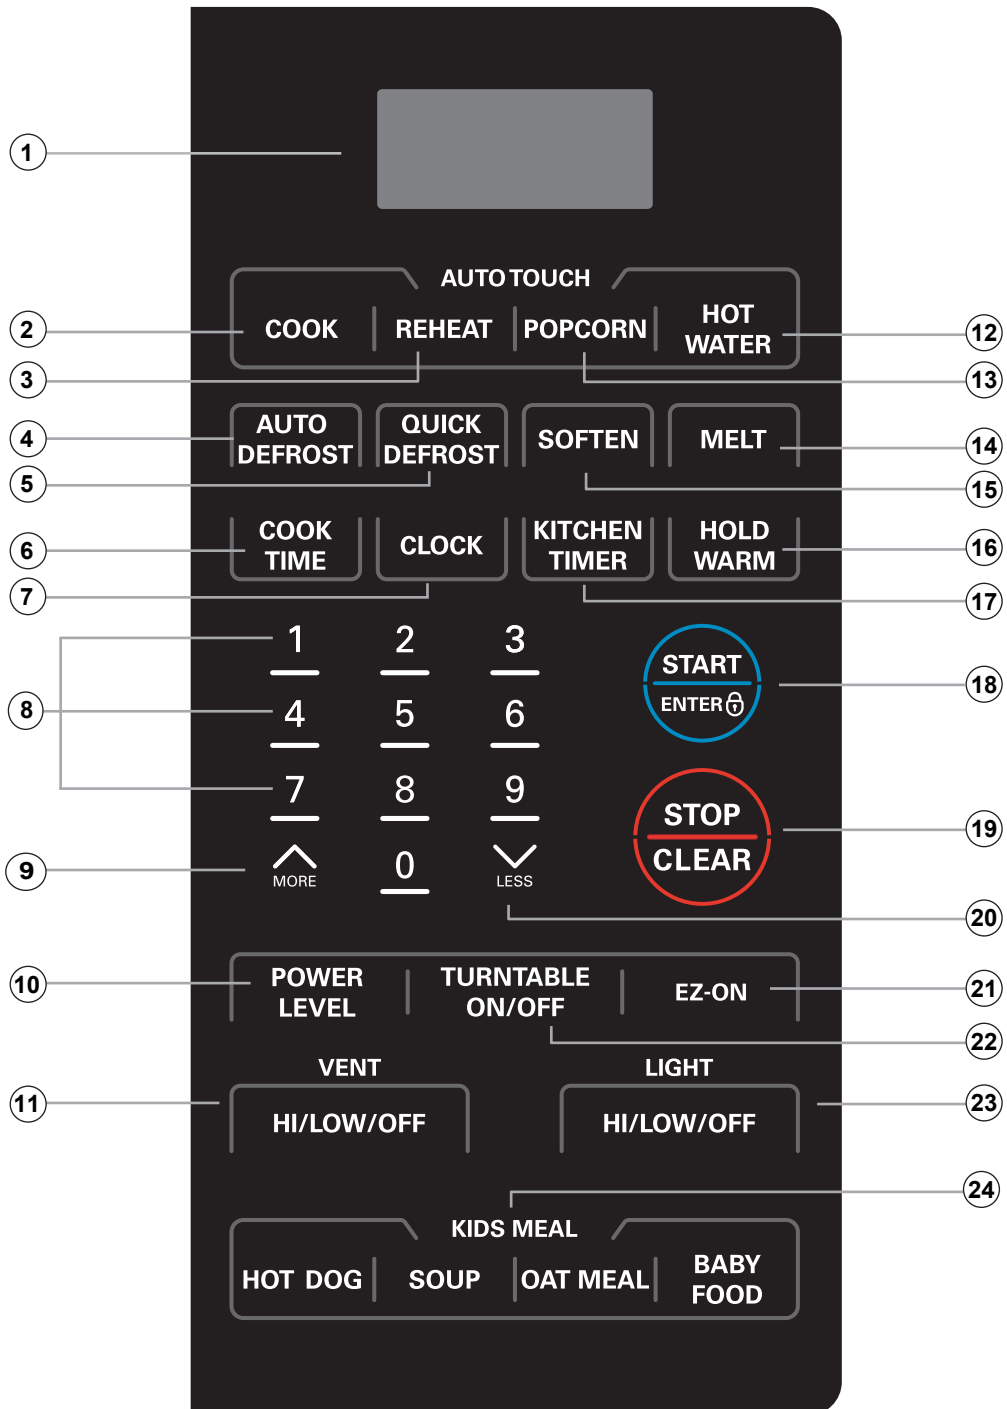 1
AUTO TOUCH
2
COOK
REHEAT
POPCORN
HOT
WATER
12
3
13
4
AUTO
DEFROST
QUICK
DEFROST
SOFTEN
MELT
14
5
15
6
COOK
TIME
CLOCK
KITCHEN
TIMER
HOLD
WARM
16
7
17
1 2 3
START
ENTER
18
8
4 5 6
7 8 9
STOP
CLEAR
19
9
MORE
0
LESS
20
10
POWER
LEVEL
TURNTABLE
ON/OFF
EZ-ON
21
22
VENT
LIGHT
11
HI/LOW/OFF
HI/LOW/OFF
23
24
KIDS MEAL
HOT DOG
SOUP
OAT MEAL
BABY
FOOD